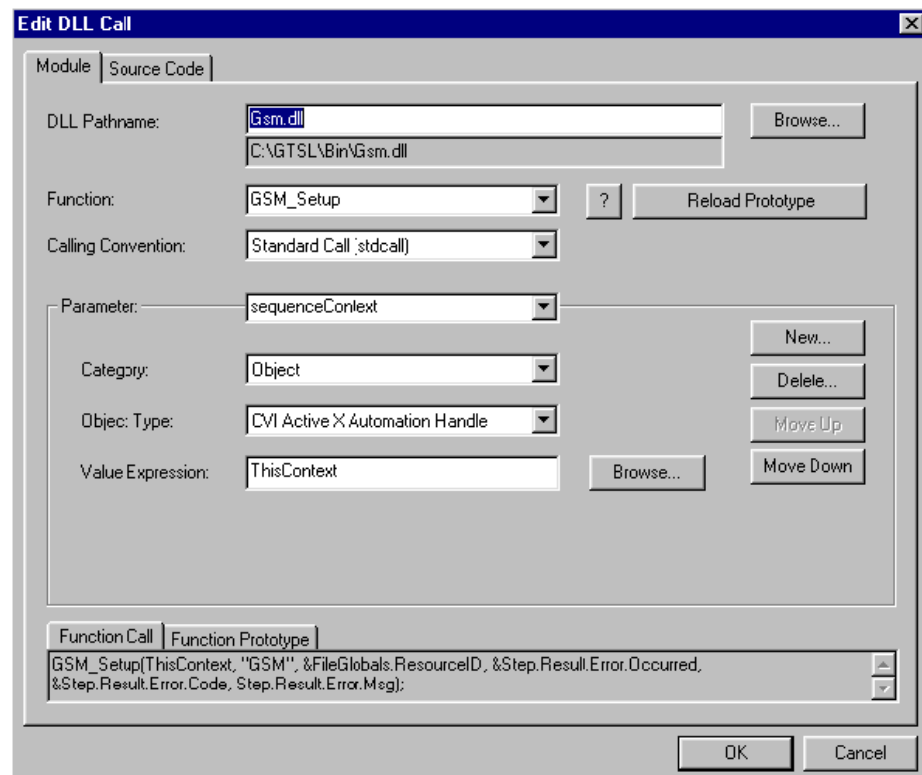 Edit DLL Call
Module Source Code
DLL Pathname: Gsm.dll Browse...
C:\GTSL\Bin\Gsm.dll
Function: GSM_Setup ? Reload Prototype
Calling Convention: Standard Call (stdcall)
Parameter: sequenceContext
New...
Category: Object
Delete...
Object Type: CVI Active X Automation Handle
Move Up
Value Expression: ThisContext Browse... Move Down
Function Call Function Prototype
GSM_Setup(ThisContext, "GSM", &FileGlobals.ResourceID, &Step.Result.Error.Occurred,
&Step.Result.Error.Code, Step.Result.Error.Msg);
OK Cancel